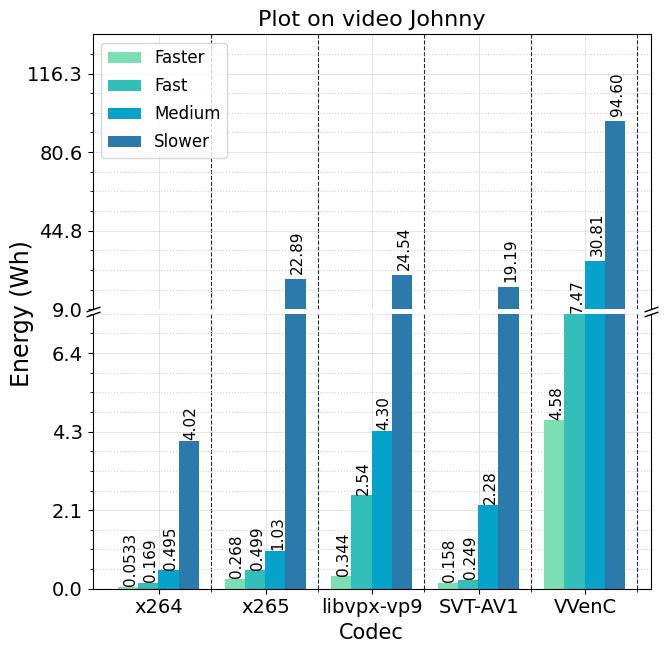 Plot on video Johnny
Faster
Fast
Medium
Slower
116.3
80.6
44.8
9.0
6.4
4.3
2.1
0.0
Energy (Wh)
0.0533
0.169
0.495
4.02
0.268
0.499
1.03
22.89
0.344
2.54
4.30
24.54
0.158
0.249
2.28
19.19
4.58
7.47
30.81
94.60
x264
x265
libvpx-vp9
SVT-AV1
VVenC
Codec